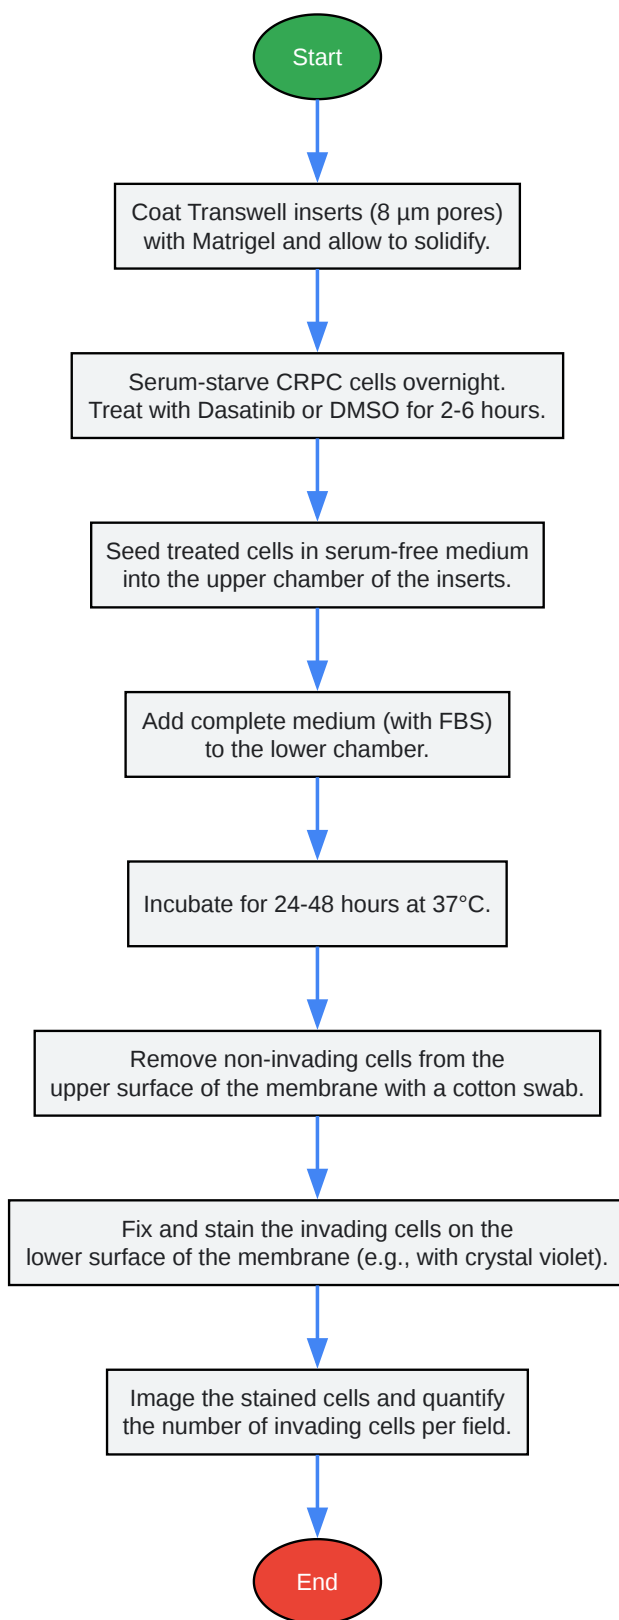 Start
Coat Transwell inserts (8 µm pores)
with Matrigel and allow to solidify.
Serum-starve CRPC cells overnight.
Treat with Dasatinib or DMSO for 2-6 hours.
Seed treated cells in serum-free medium
into the upper chamber of the inserts.
Add complete medium (with FBS)
to the lower chamber.
Incubate for 24-48 hours at 37°C.
Remove non-invading cells from the
upper surface of the membrane with a cotton swab.
Fix and stain the invading cells on the
lower surface of the membrane (e.g., with crystal violet).
Image the stained cells and quantify
the number of invading cells per field.
End